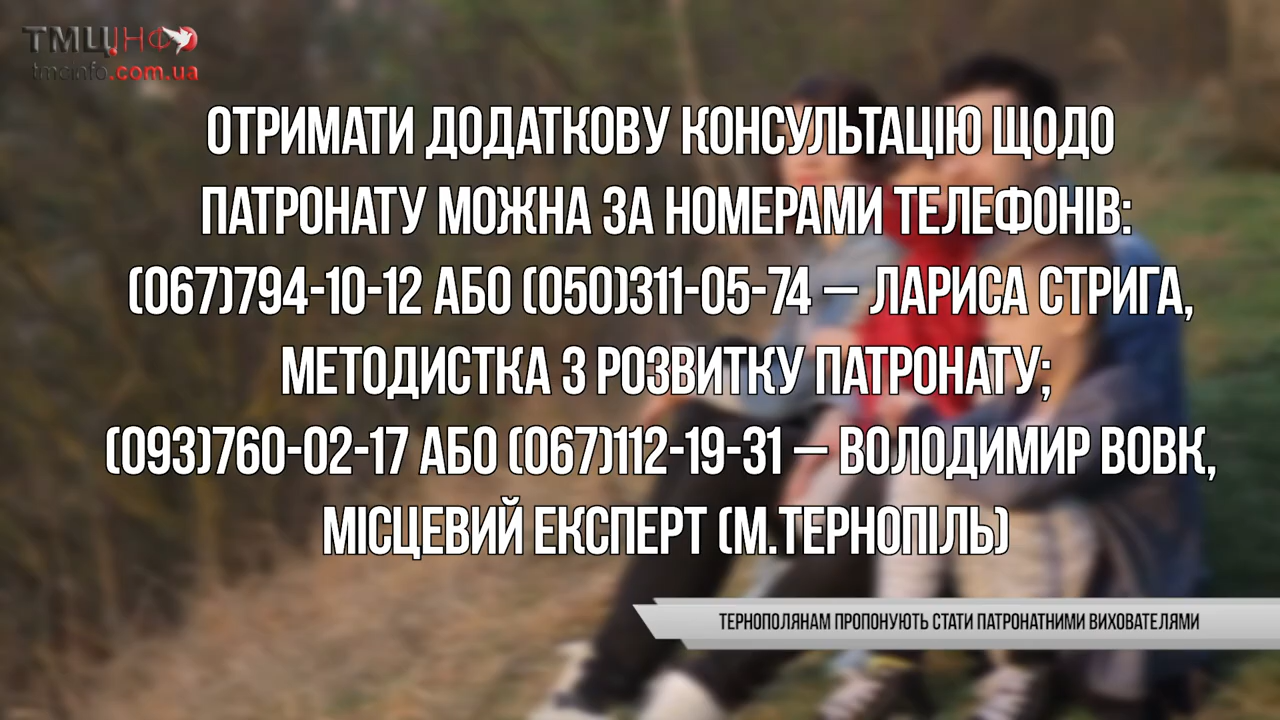 ТМЦІНФО
tmcinfo.com.ua
ОТРИМАТИ ДОДАТКОВУ КОНСУЛЬТАЦІЮ ЩОДО
ПАТРОНАТУ МОЖНА ЗА НОМЕРАМИ ТЕЛЕФОНІВ:
(067)794-10-12 АБО (050)311-05-74 – ЛАРИСА СТРИГА,
МЕТОДИСТКА З РОЗВИТКУ ПАТРОНАТУ;
(093)760-02-17 АБО (067)112-19-31 – ВОЛОДИМИР ВОВК,
МІСЦЕВИЙ ЕКСПЕРТ (М.ТЕРНОПІЛЬ)
ТЕРНОПОЛЯНАМ ПРОПОНУЮТЬ СТАТИ ПАТРОНАТНИМИ ВИХОВАТЕЛЯМИ